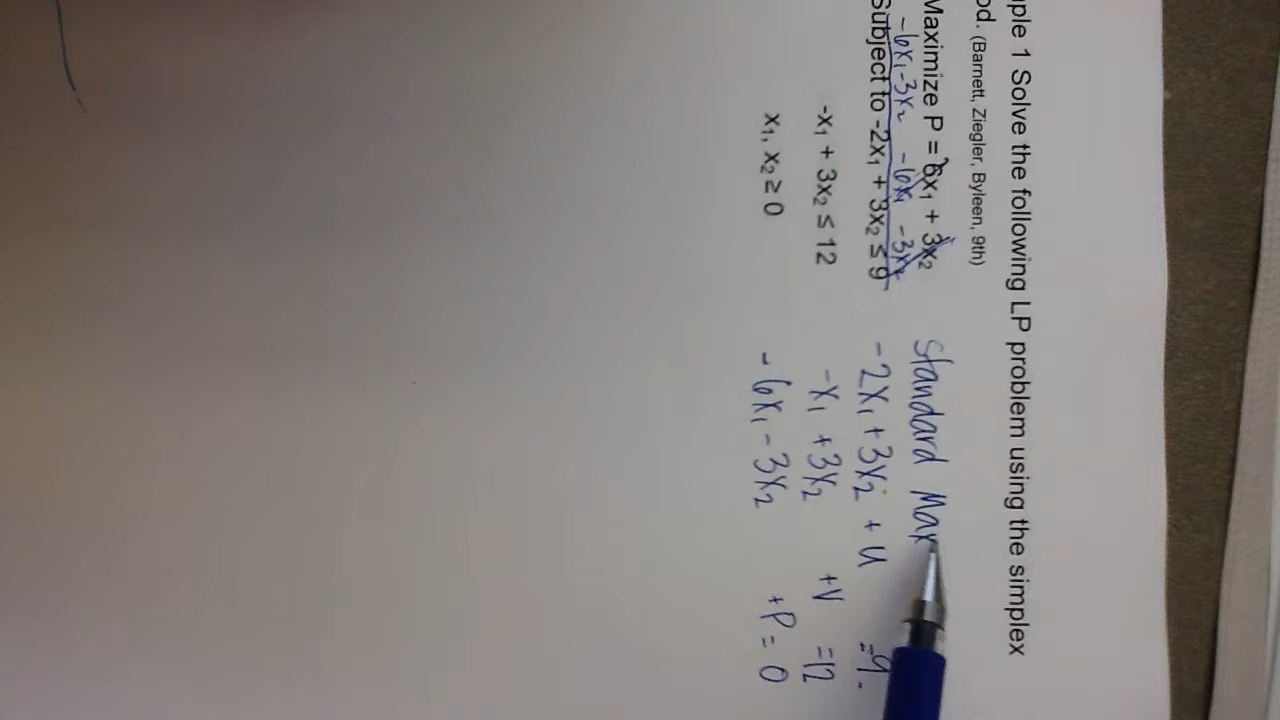 ple 1 Solve the following LP problem using the simplex
od. (Barnett, Ziegler, Byleen, 9th)
Maximize P = 6x₁ + 3x₂
-6x₁-3x₂ -6x₁ -3x₂
Subject to -2x₁ + 3x₂ ≤ 9
-x₁ + 3x₂ ≤ 12
x₁, x₂ ≥ 0
Standard Max
-2x₁+3x₂ + u =9.
-x₁ +3x₂ +v =12
-6x₁-3x₂ +P = 0